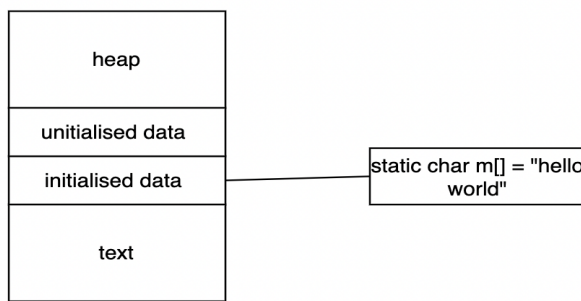 heap
unitialised data
initialised data
static char m[] = "hello
world"
text